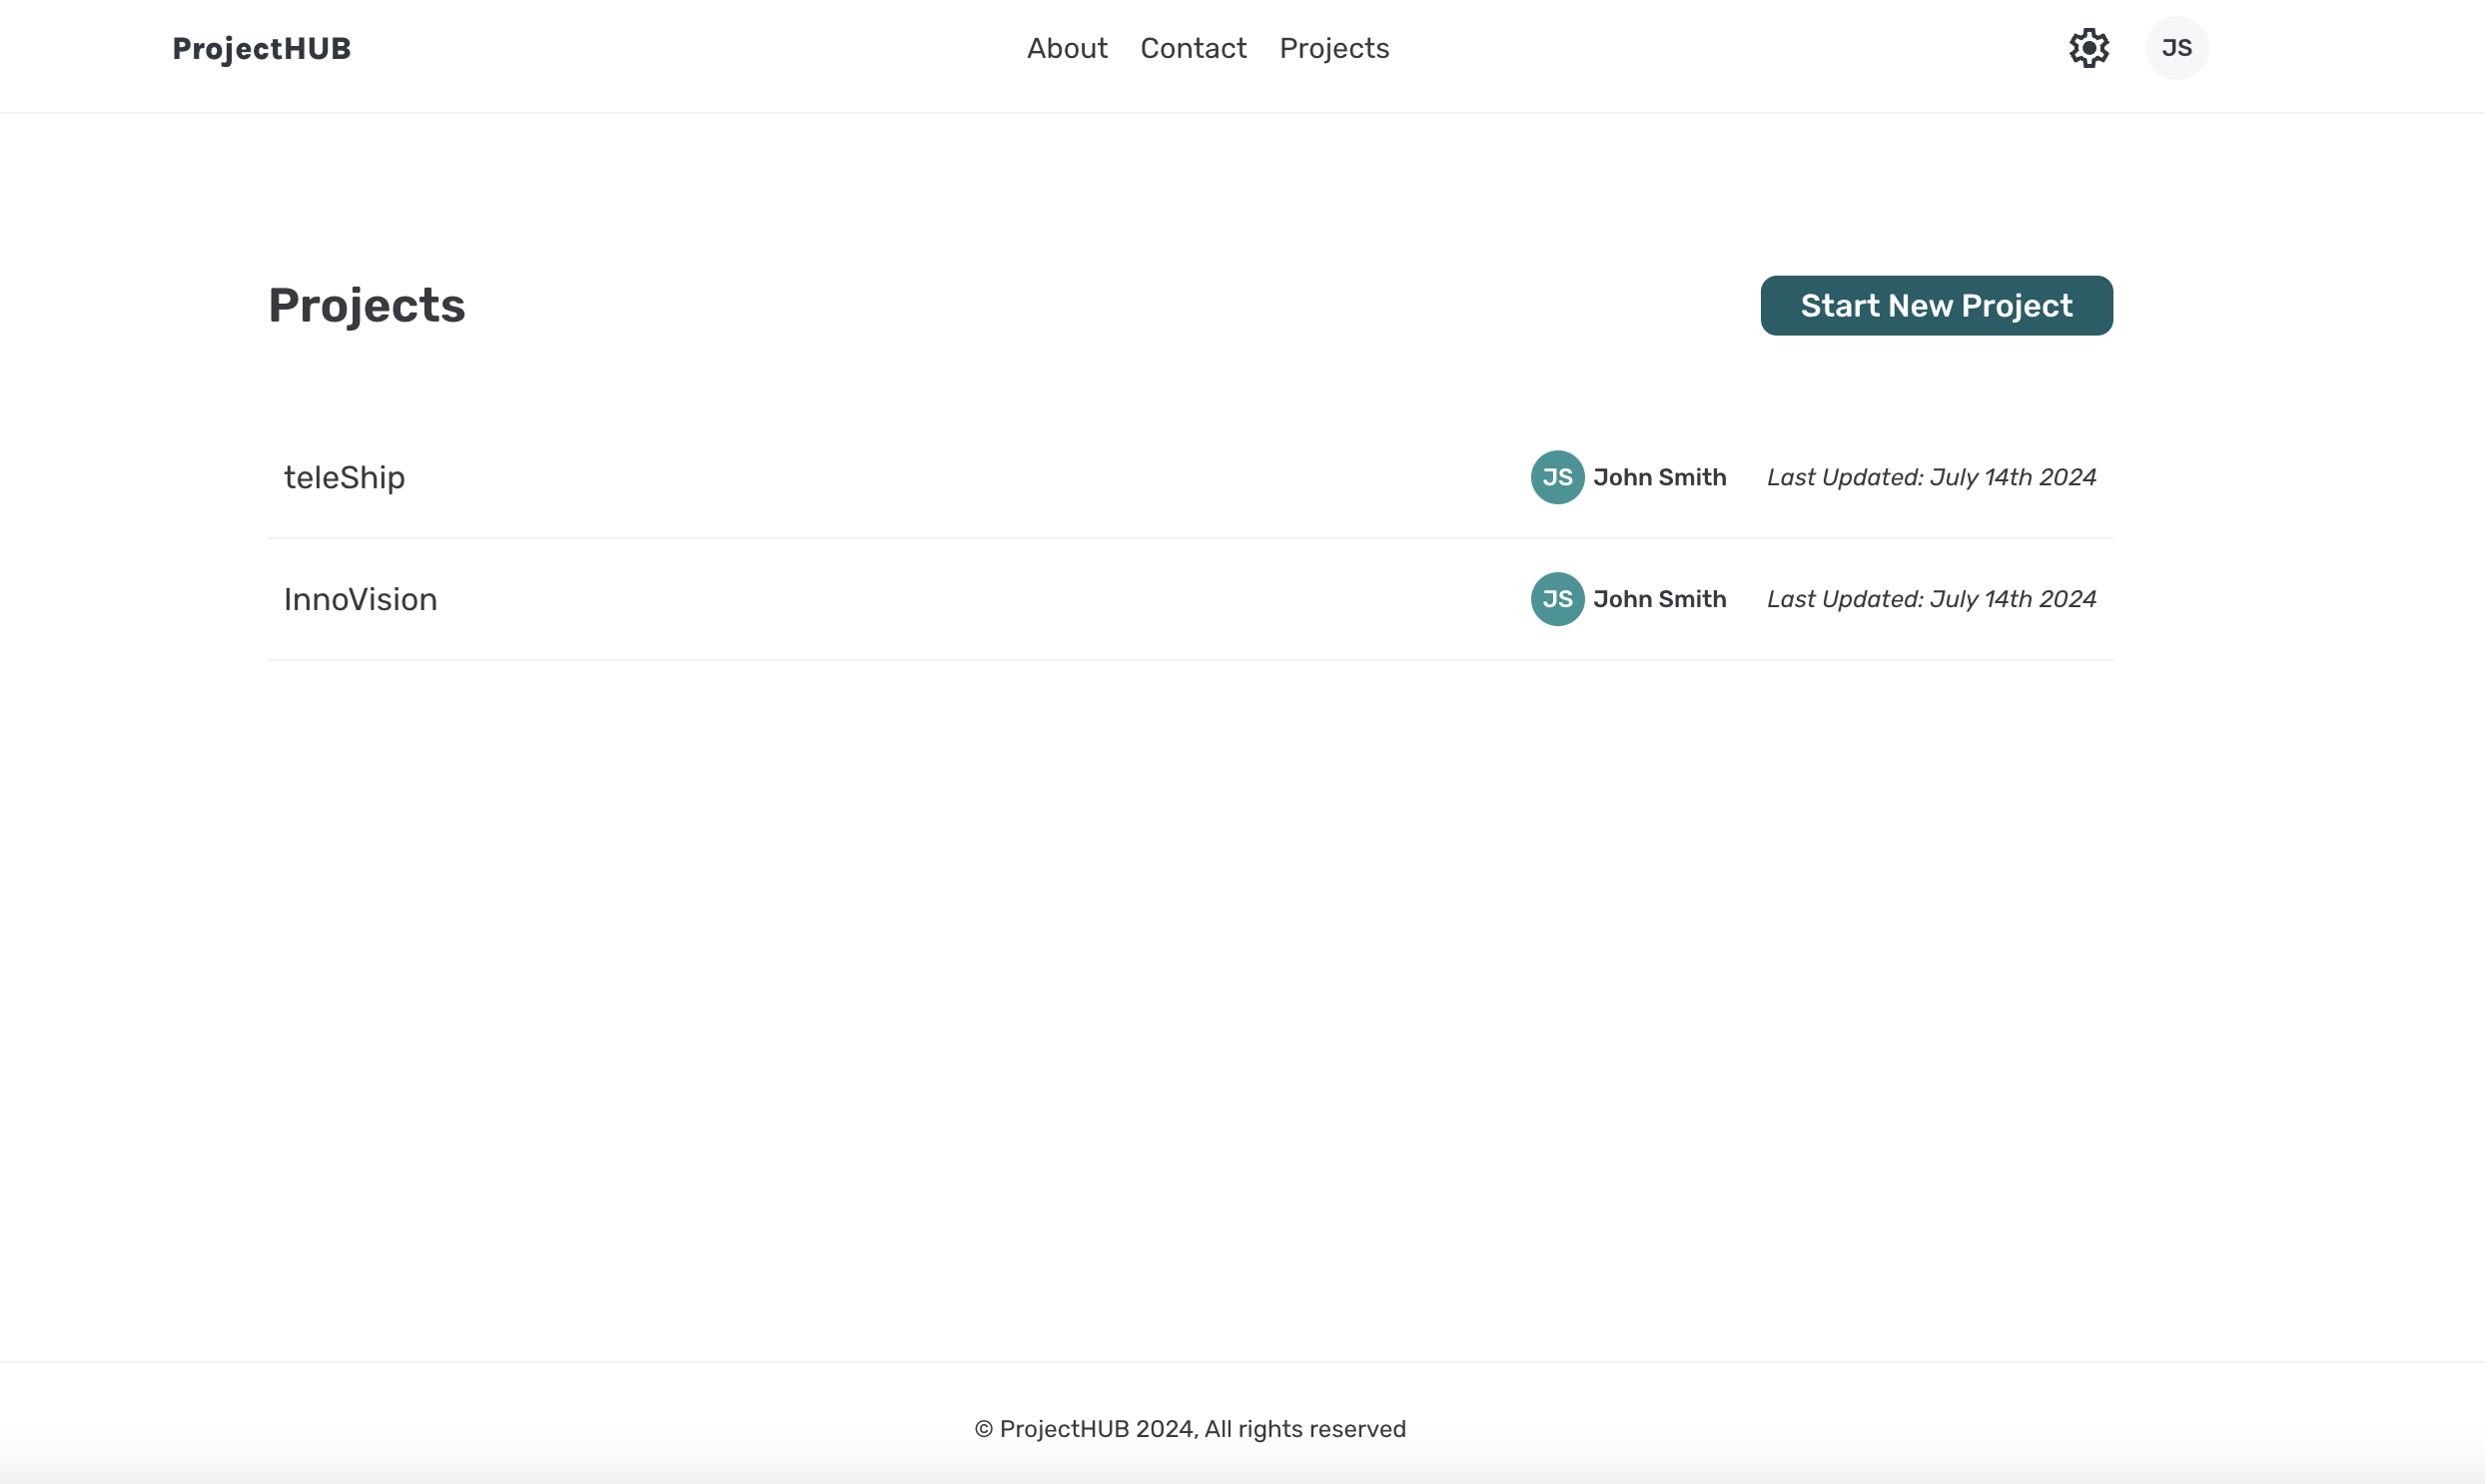 ProjectHUB About Contact Projects JS
Projects Start New Project
teleShip JS John Smith Last Updated: July 14th 2024
InnoVision JS John Smith Last Updated: July 14th 2024
© ProjectHUB 2024, All rights reserved